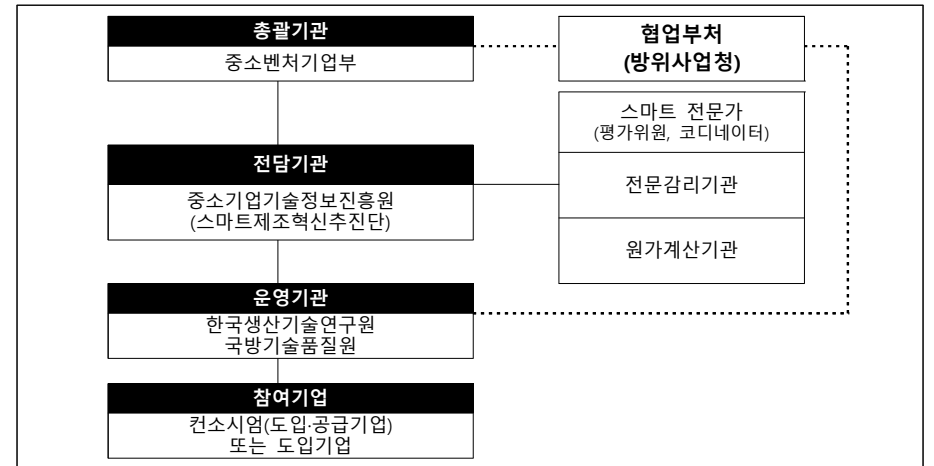 총괄기관
중소벤처기업부
협업부처
(방위사업청)
스마트 전문가
(평가위원, 코디네이터)
전담기관
중소기업기술정보진흥원
(스마트제조혁신추진단)
전문감리기관
원가계산기관
운영기관
한국생산기술연구원
국방기술품질원
참여기업
컨소시엄(도입·공급기업)
또는 도입기업